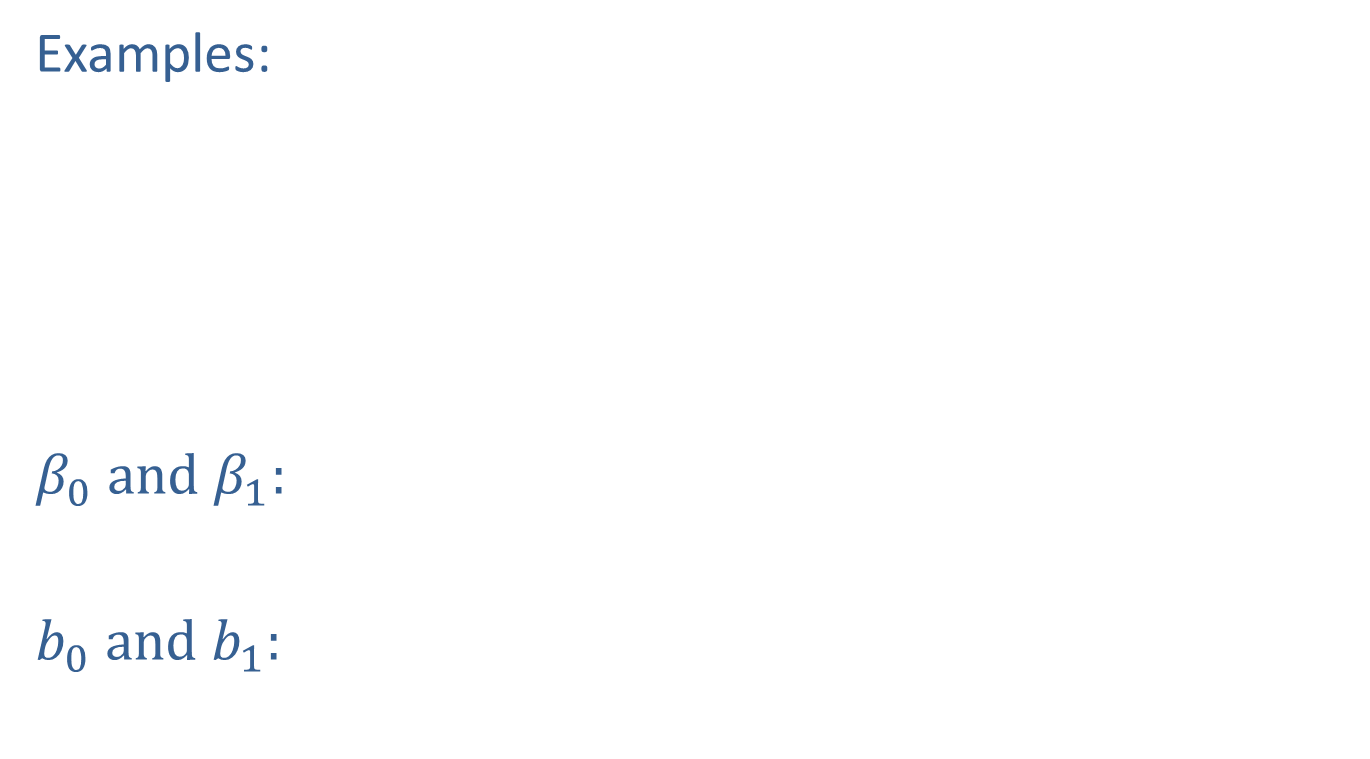 Examples:
β₀ and β₁:
b₀ and b₁: